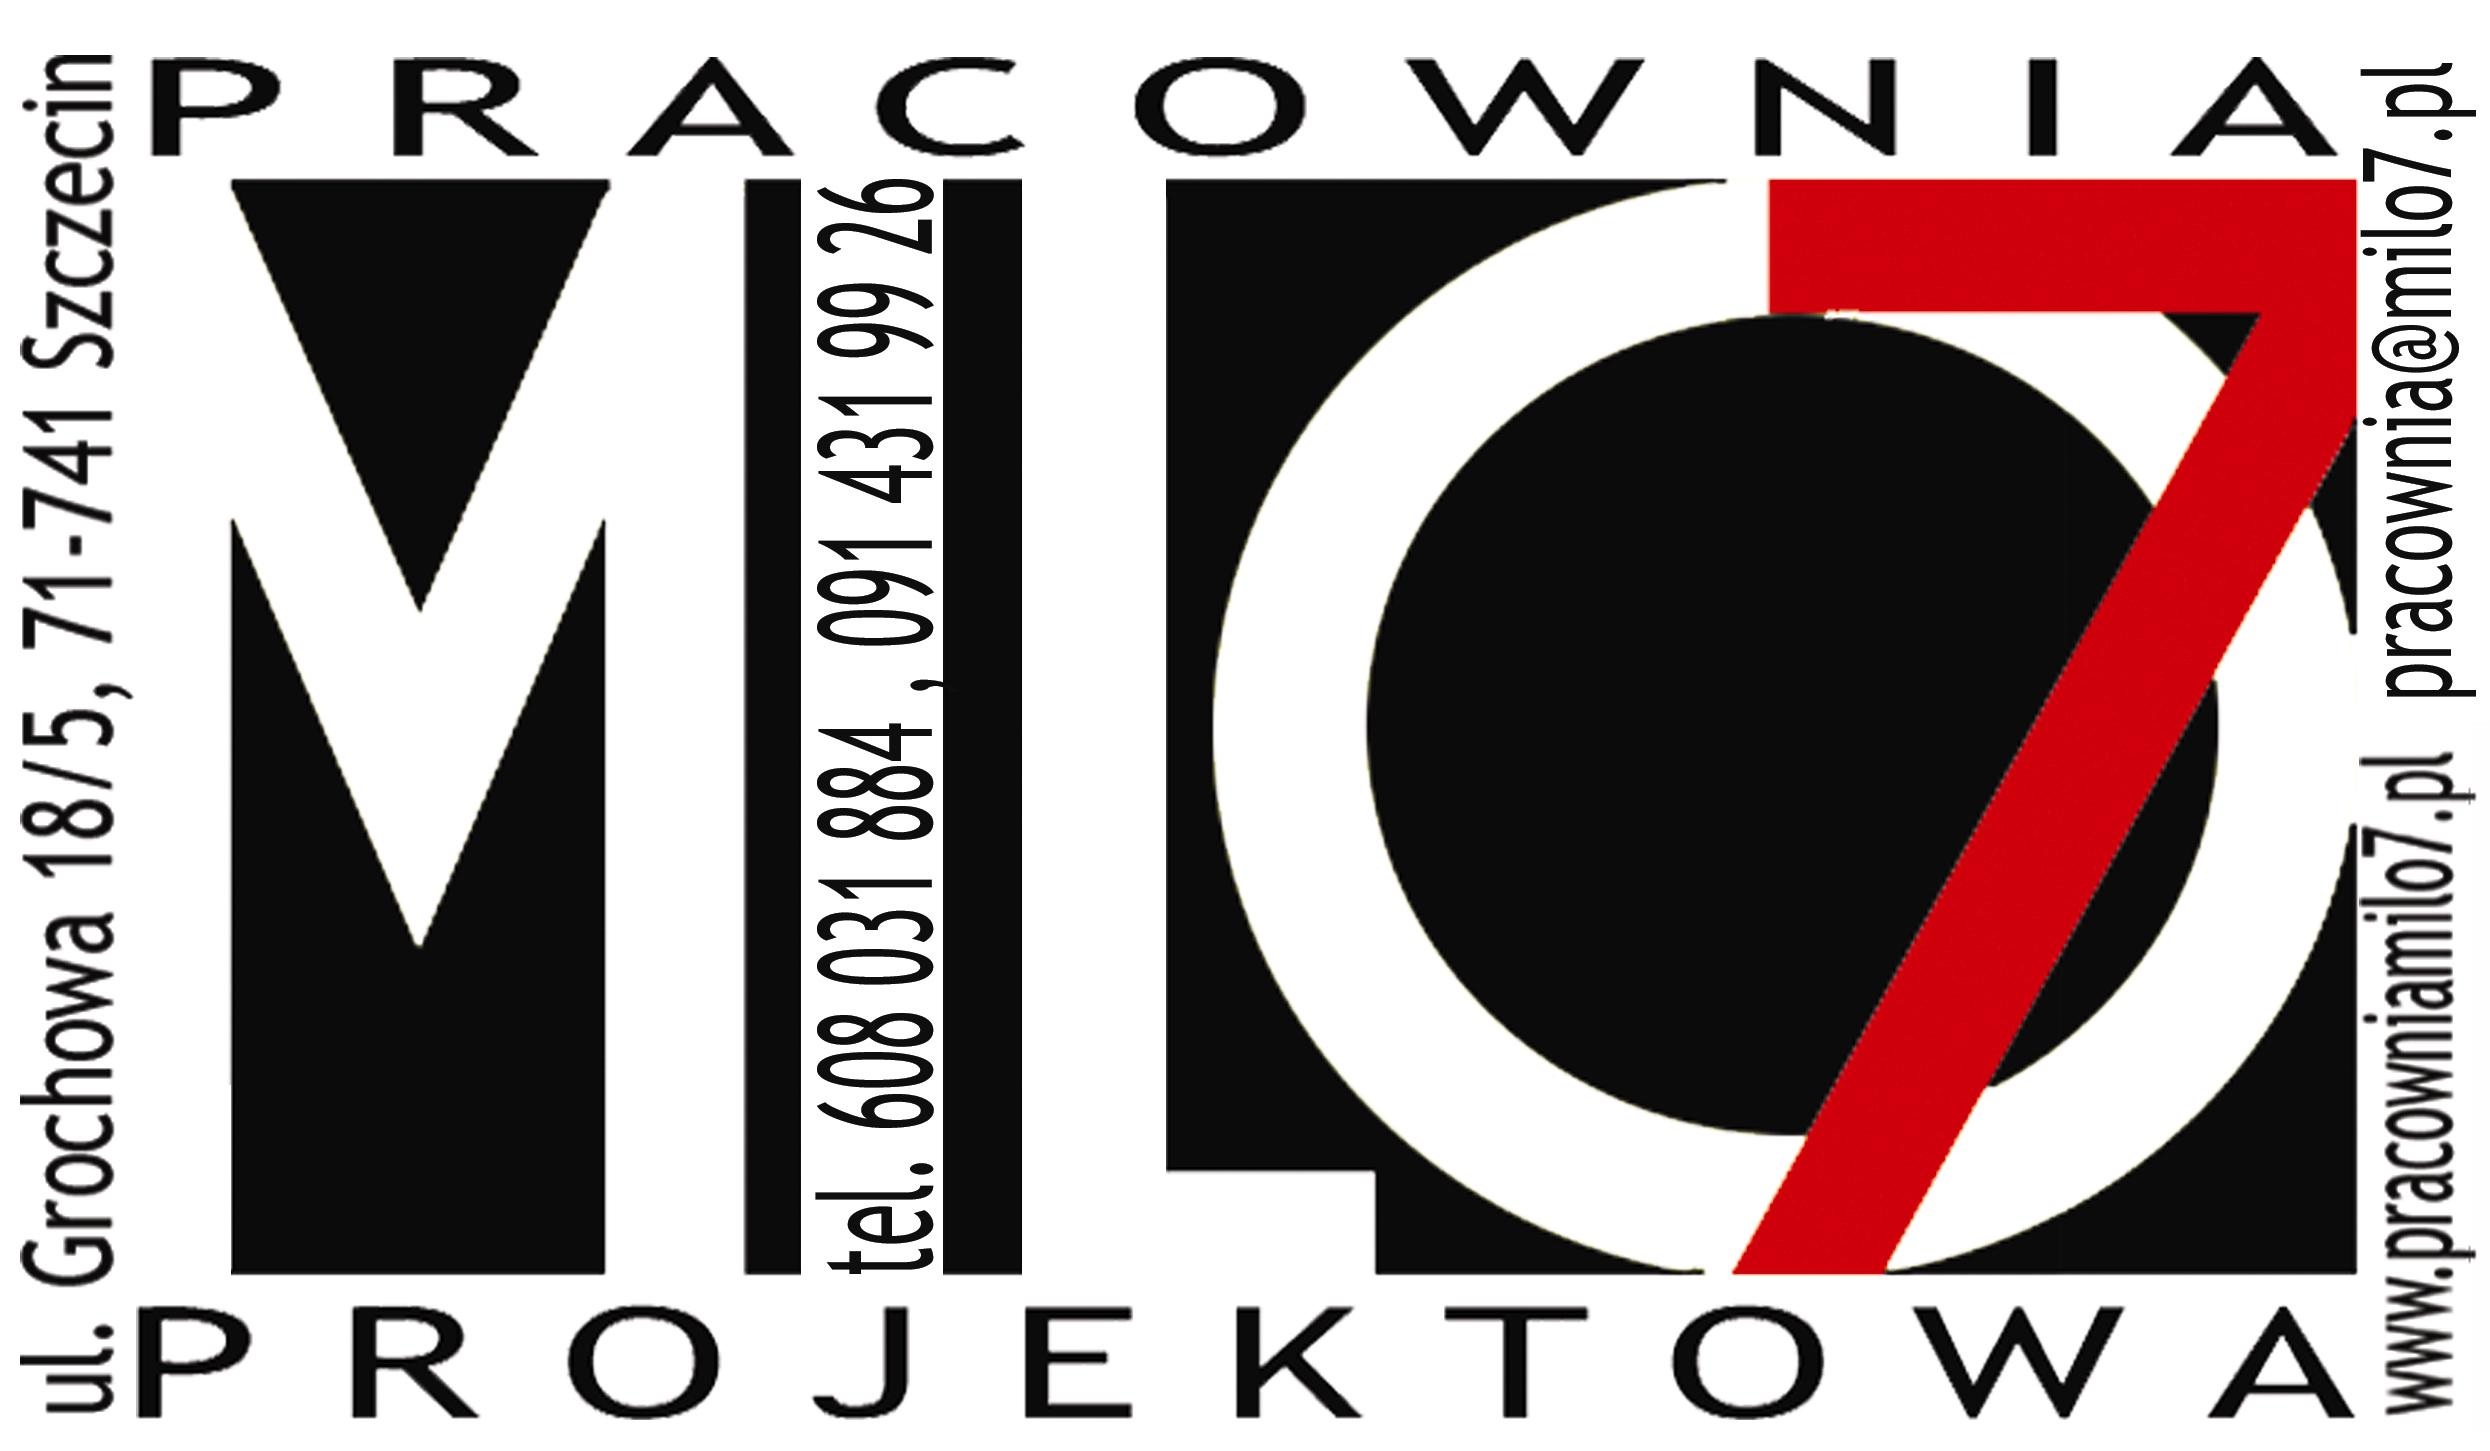 PRACOWNIA
MILO7
PROJEKTOWA
ul. Grochowa 18/5, 71-741 Szczecin
tel. 608 031 884 , 091 431 99 26
www.pracowniamilo7.pl pracownia@milo7.pl